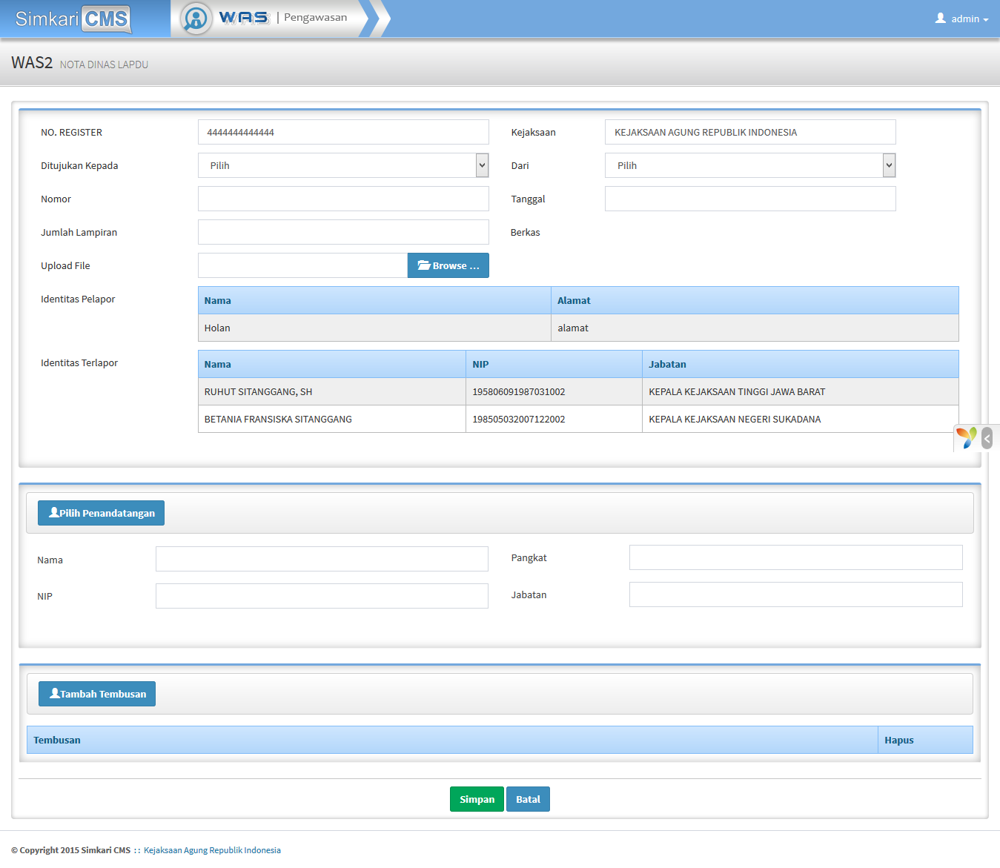 Simkari CMS WAS | Pengawasan admin
WAS2 NOTA DINAS LAPDU
NO. REGISTER 4444444444444 Kejaksaan KEJAKSAAN AGUNG REPUBLIK INDONESIA
Ditujukan Kepada Pilih Dari Pilih
Nomor Tanggal
Jumlah Lampiran Berkas
Upload File Browse ...
Identitas Pelapor Nama Alamat
Holan alamat
Identitas Terlapor Nama NIP Jabatan
RUHUT SITANGGANG, SH 195806091987031002 KEPALA KEJAKSAAN TINGGI JAWA BARAT
BETANIA FRANSISKA SITANGGANG 198505032007122002 KEPALA KEJAKSAAN NEGERI SUKADANA
Pilih Penandatangan
Nama Pangkat
NIP Jabatan
Tambah Tembusan
Tembusan Hapus
Simpan Batal
© Copyright 2015 Simkari CMS :: Kejaksaan Agung Republik Indonesia